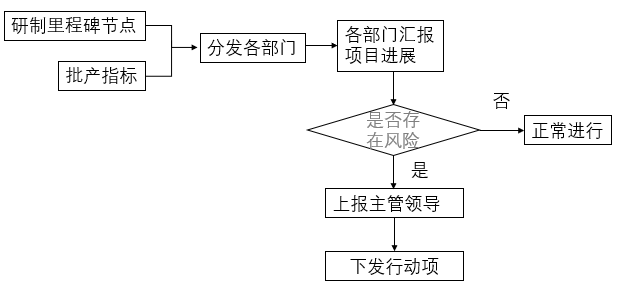 研制里程碑节点
批产指标
分发各部门
各部门汇报
项目进展
是否存
在风险
否
正常进行
是
上报主管领导
下发行动项